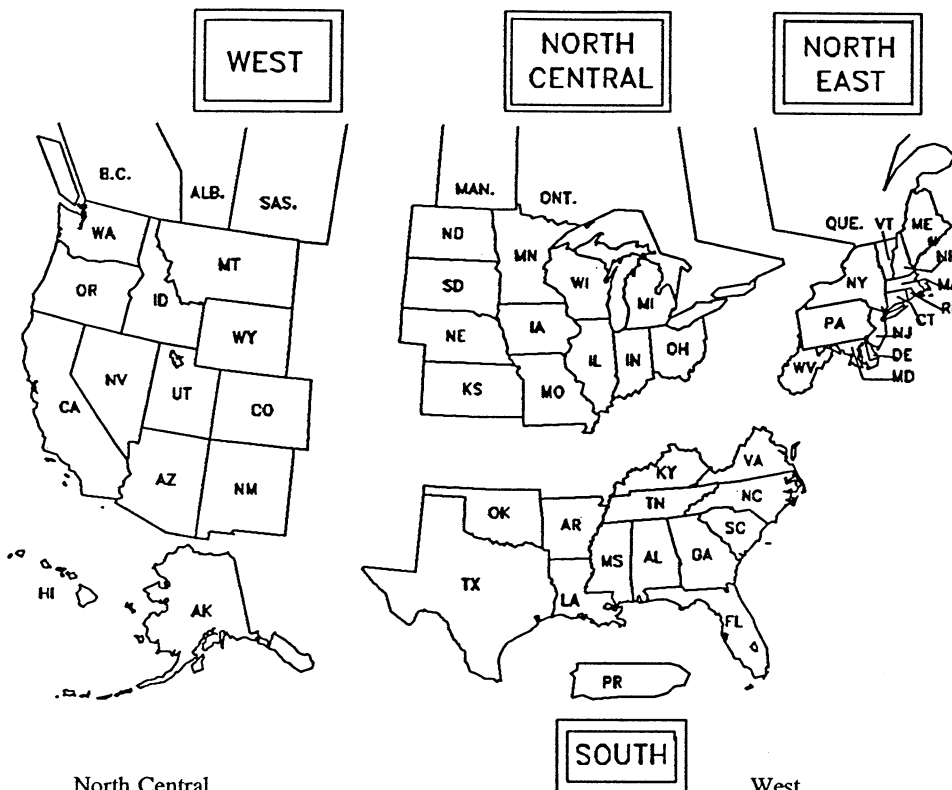 WEST
NORTH
CENTRAL
NORTH
EAST
B.C.
ALB.
SAS.
WA
MT
OR
ID
WY
NV
UT
CA
CO
AZ
NM
HI
AK
MAN.
ONT.
ND
MN
SD
WI
MI
NE
IA
IL
IN
OH
KS
MO
QUE.
VT
ME
NY
MA
PA
CT
NJ
WV
DE
MD
KY
VA
TN
NC
OK
AR
SC
MS
AL
GA
TX
LA
FL
PR
SOUTH
North Central
West